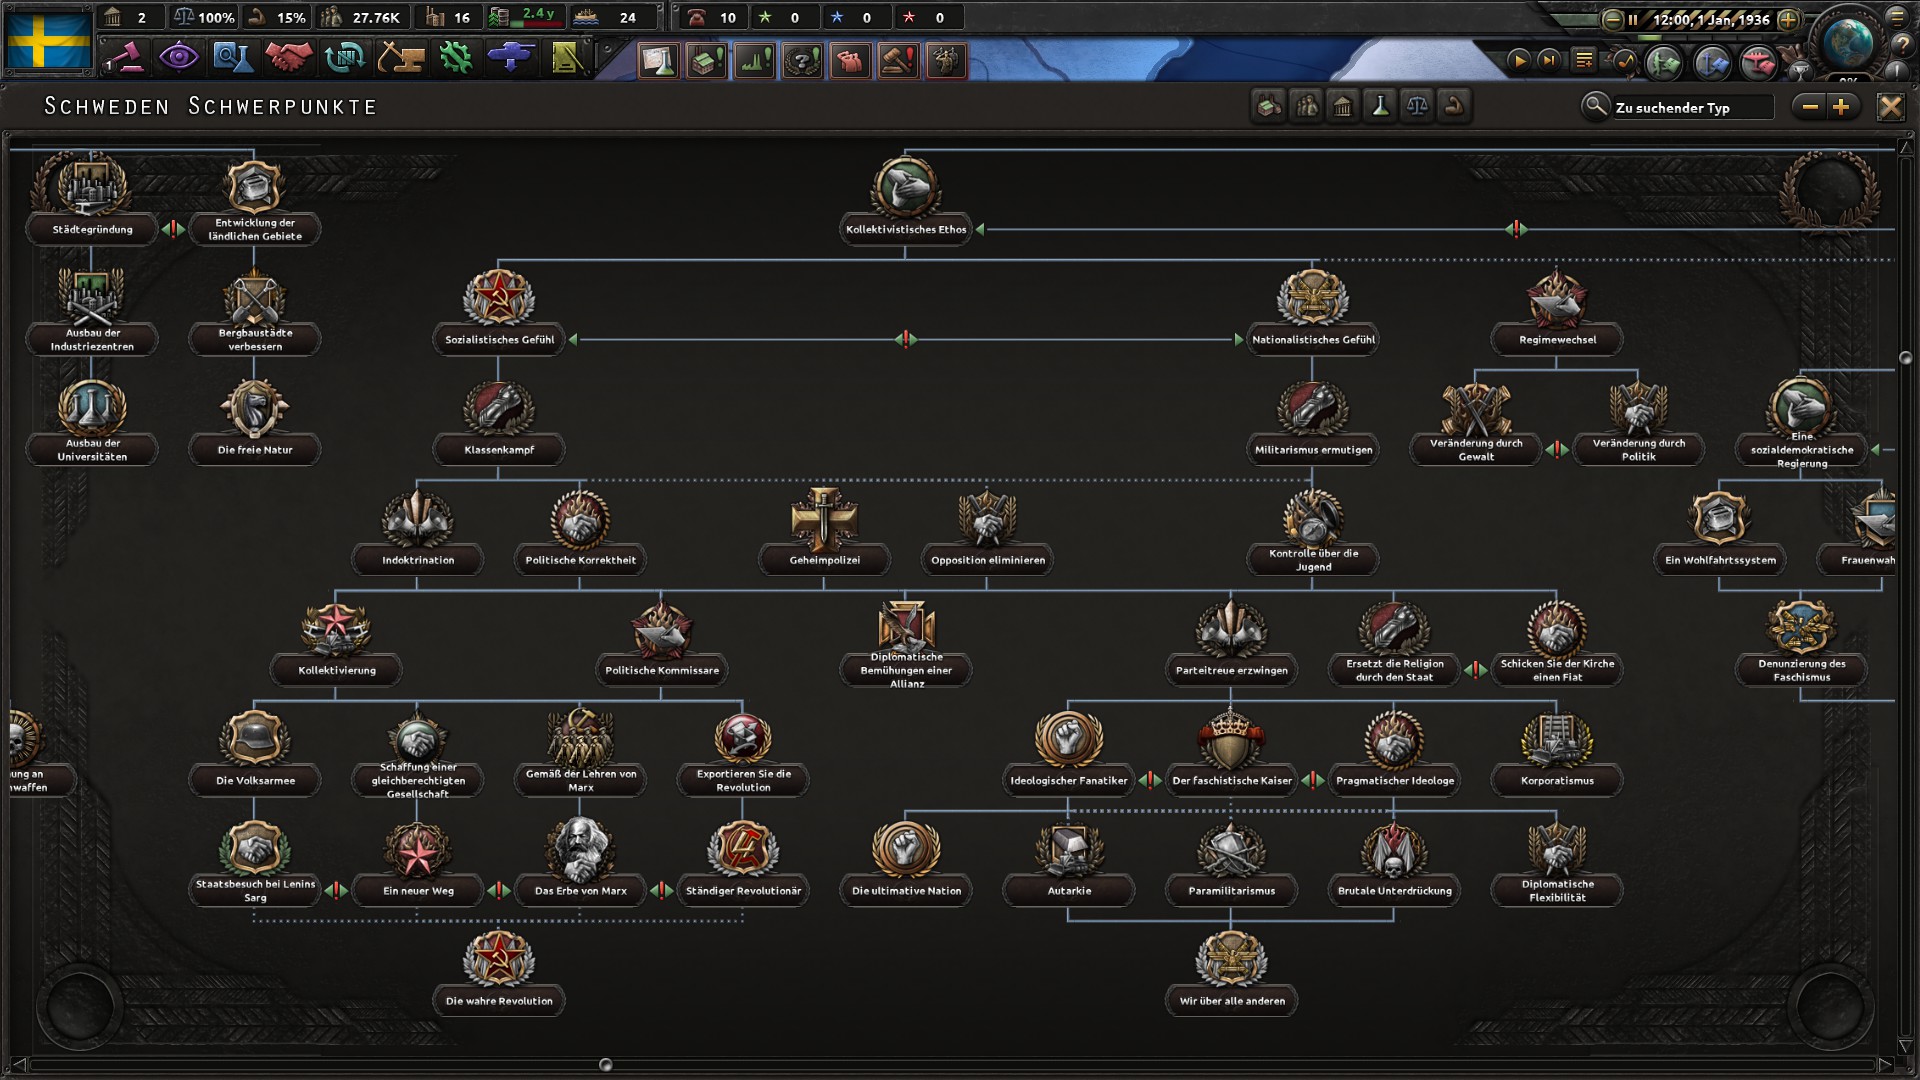 2
100%
15%
27.76K
16
2.4 y
24
10
0
0
0
12:00, 1 Jan, 1936
1
Schweden Schwerpunkte
Zu suchender Typ
Städtegründung
Entwicklung der
ländlichen Gebiete
Kollektivistisches Ethos
Ausbau der
Industriezentren
Bergbaustädte
verbessern
Sozialistisches Gefühl
Nationalistisches Gefühl
Regimewechsel
Ausbau der
Universitäten
Die freie Natur
Klassenkampf
Militarismus ermutigen
Veränderung durch
Gewalt
Veränderung durch
Politik
Eine
sozialdemokratische
Regierung
Indoktrination
Politische Korrektheit
Geheimpolizei
Opposition eliminieren
Kontrolle über die
Jugend
Ein Wohlfahrtssystem
Frauenwah
Kollektivierung
Politische Kommissare
Diplomatische
Bemühungen einer
Allianz
Parteitreue erzwingen
Ersetzt die Religion
durch den Staat
Schicken Sie der Kirche
einen Fiat
Denunzierung des
Faschismus
ung an
waffen
Die Volksarmee
Schaffung einer
gleichberechtigten
Gesellschaft
Gemäß der Lehren von
Marx
Exportieren Sie die
Revolution
Ideologischer Fanatiker
Der faschistische Kaiser
Pragmatischer Ideologe
Korporatismus
Staatsbesuch bei Lenins
Sarg
Ein neuer Weg
Das Erbe von Marx
Ständiger Revolutionär
Die ultimative Nation
Autarkie
Paramilitarismus
Brutale Unterdrückung
Diplomatische
Flexibilität
Die wahre Revolution
Wir über alle anderen